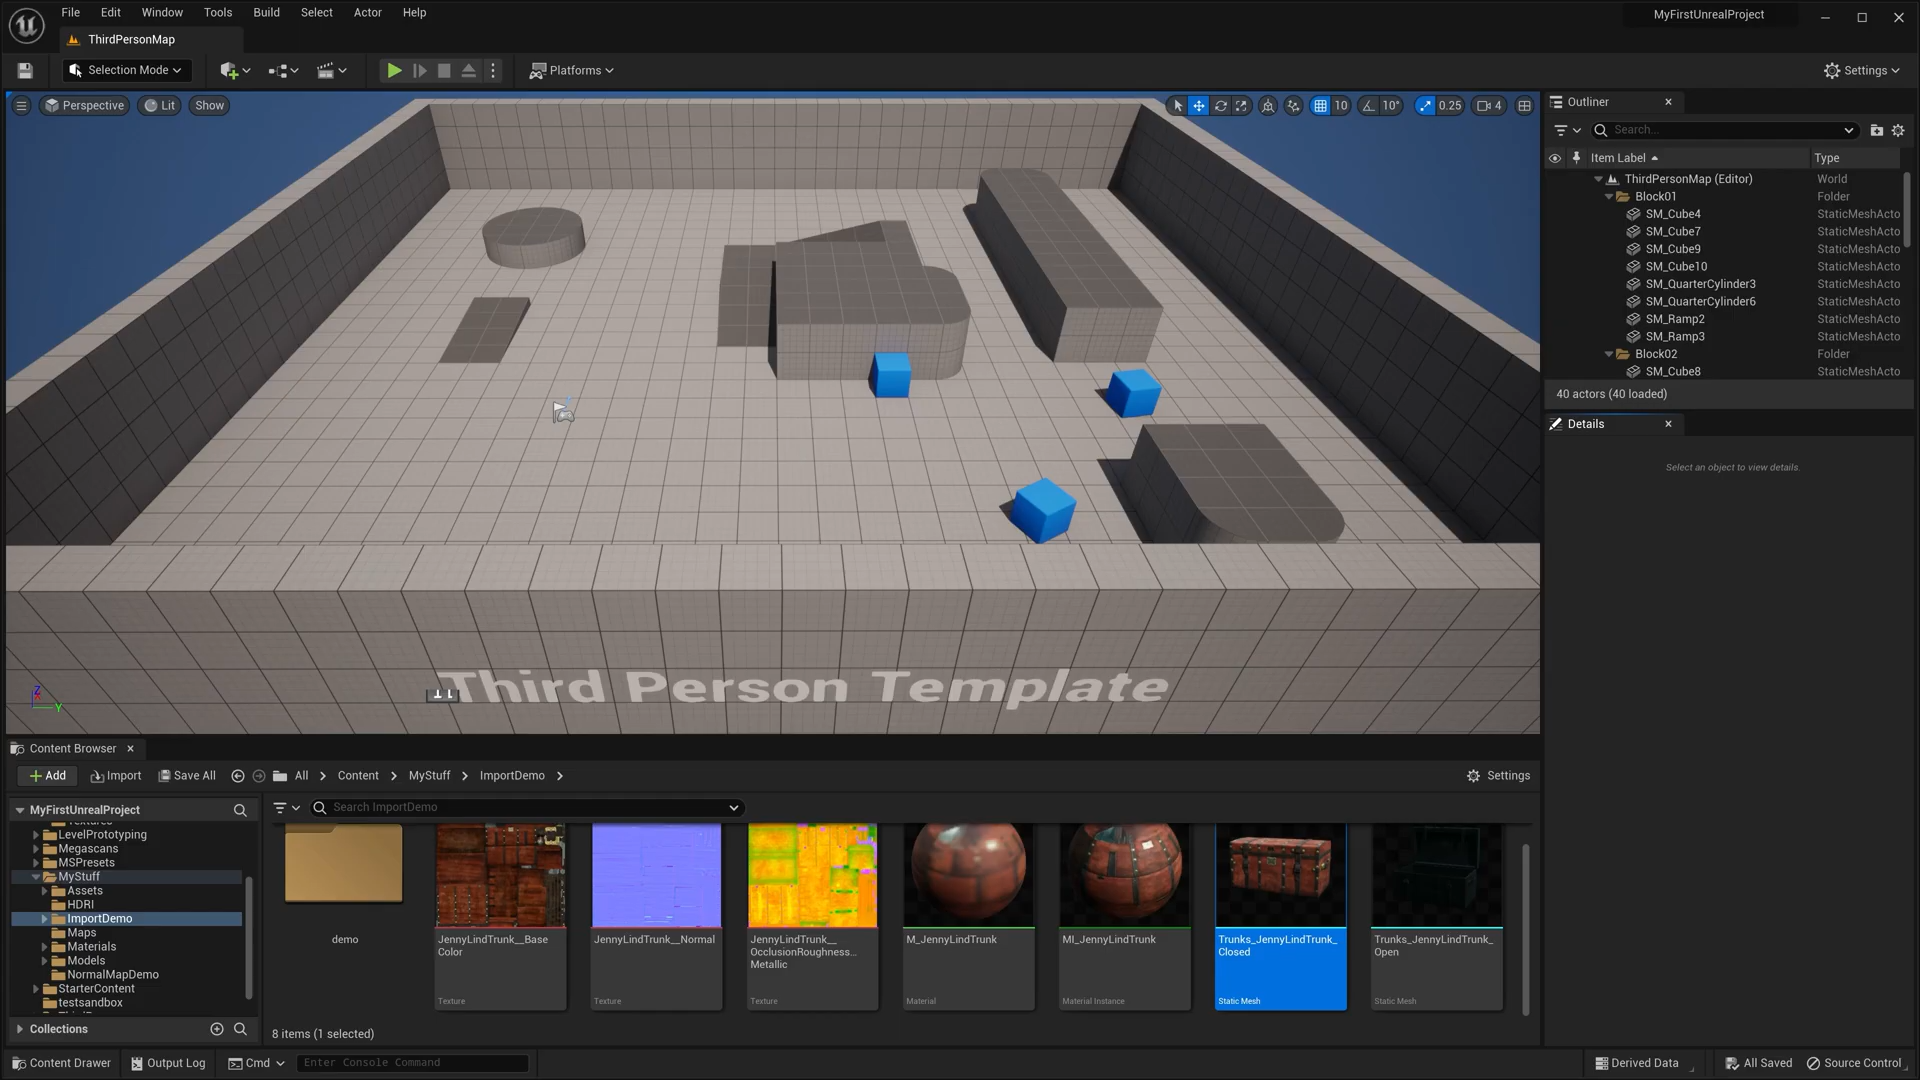 File Edit Window Tools Build Select Actor Help
MyFirstUnrealProject
ThirdPersonMap
Selection Mode
Platforms
Settings
Perspective Lit Show
10 10° 0.25 4
Outliner
Search...
Item Label Type
ThirdPersonMap (Editor) World
Block01 Folder
SM_Cube4 StaticMeshActo
SM_Cube7 StaticMeshActo
SM_Cube9 StaticMeshActo
SM_Cube10 StaticMeshActo
SM_QuarterCylinder3 StaticMeshActo
SM_QuarterCylinder6 StaticMeshActo
SM_Ramp2 StaticMeshActo
SM_Ramp3 StaticMeshActo
Block02 Folder
SM_Cube8 StaticMeshActo
40 actors (40 loaded)
Details
Select an object to view details.
Third Person Template
Z
Y
Content Browser
Add Import Save All All Content MyStuff ImportDemo
Settings
MyFirstUnrealProject
Search ImportDemo
LevelPrototyping
Megascans
MSPresets
MyStuff
Assets
HDRI
ImportDemo
Maps
Materials
Models
NormalMapDemo
StarterContent
testsandbox
Collections
demo
JennyLindTrunk__Base
Color
Texture
JennyLindTrunk__Normal
Texture
JennyLindTrunk__
OcclusionRoughness...
Metallic
Texture
M_JennyLindTrunk
Material
MI_JennyLindTrunk
Material Instance
Trunks_JennyLindTrunk_
Closed
Static Mesh
Trunks_JennyLindTrunk_
Open
Static Mesh
8 items (1 selected)
Content Drawer Output Log Cmd Enter Console Command
Derived Data All Saved Source Control